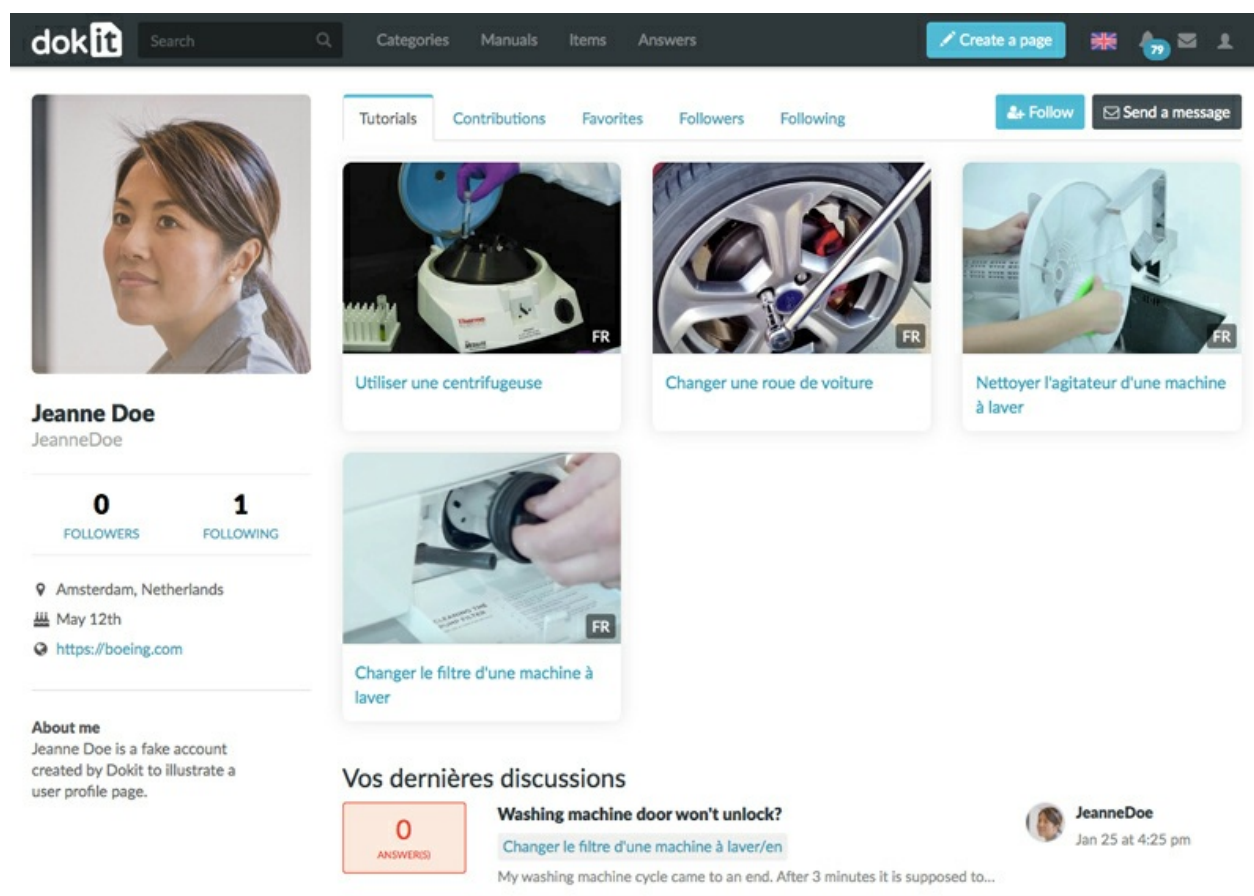 dokit
Search
Categories Manuals Items Answers
Create a page
79
Tutorials Contributions Favorites Followers Following
Follow
Send a message
FR
Utiliser une centrifugeuse
FR
Changer une roue de voiture
FR
Nettoyer l'agitateur d'une machine
à laver
Jeanne Doe
JeanneDoe
0
FOLLOWERS
1
FOLLOWING
Amsterdam, Netherlands
May 12th
https://boeing.com
About me
Jeanne Doe is a fake account
created by Dokit to illustrate a
user profile page.
CLEANING THE
PUMP FILTER
FR
Changer le filtre d'une machine à
laver
Vos dernières discussions
0
ANSWER(S)
Washing machine door won't unlock?
Changer le filtre d'une machine à laver/en
My washing machine cycle came to an end. After 3 minutes it is supposed to...
JeanneDoe
Jan 25 at 4:25 pm